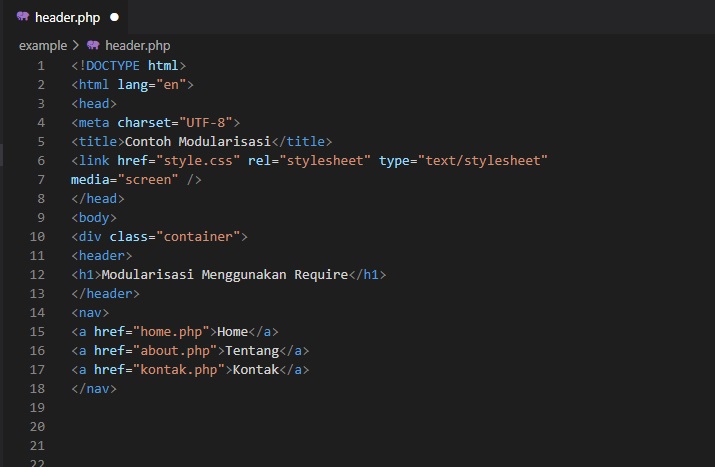 header.php
example > header.php
1 <!DOCTYPE html>
2 <html lang="en">
3 <head>
4 <meta charset="UTF-8">
5 <title>Contoh Modularisasi</title>
6 <link href="style.css" rel="stylesheet" type="text/stylesheet"
7 media="screen" />
8 </head>
9 <body>
10 <div class="container">
11 <header>
12 <h1>Modularisasi Menggunakan Require</h1>
13 </header>
14 <nav>
15 <a href="home.php">Home</a>
16 <a href="about.php">Tentang</a>
17 <a href="kontak.php">Kontak</a>
18 </nav>
19
20
21
22